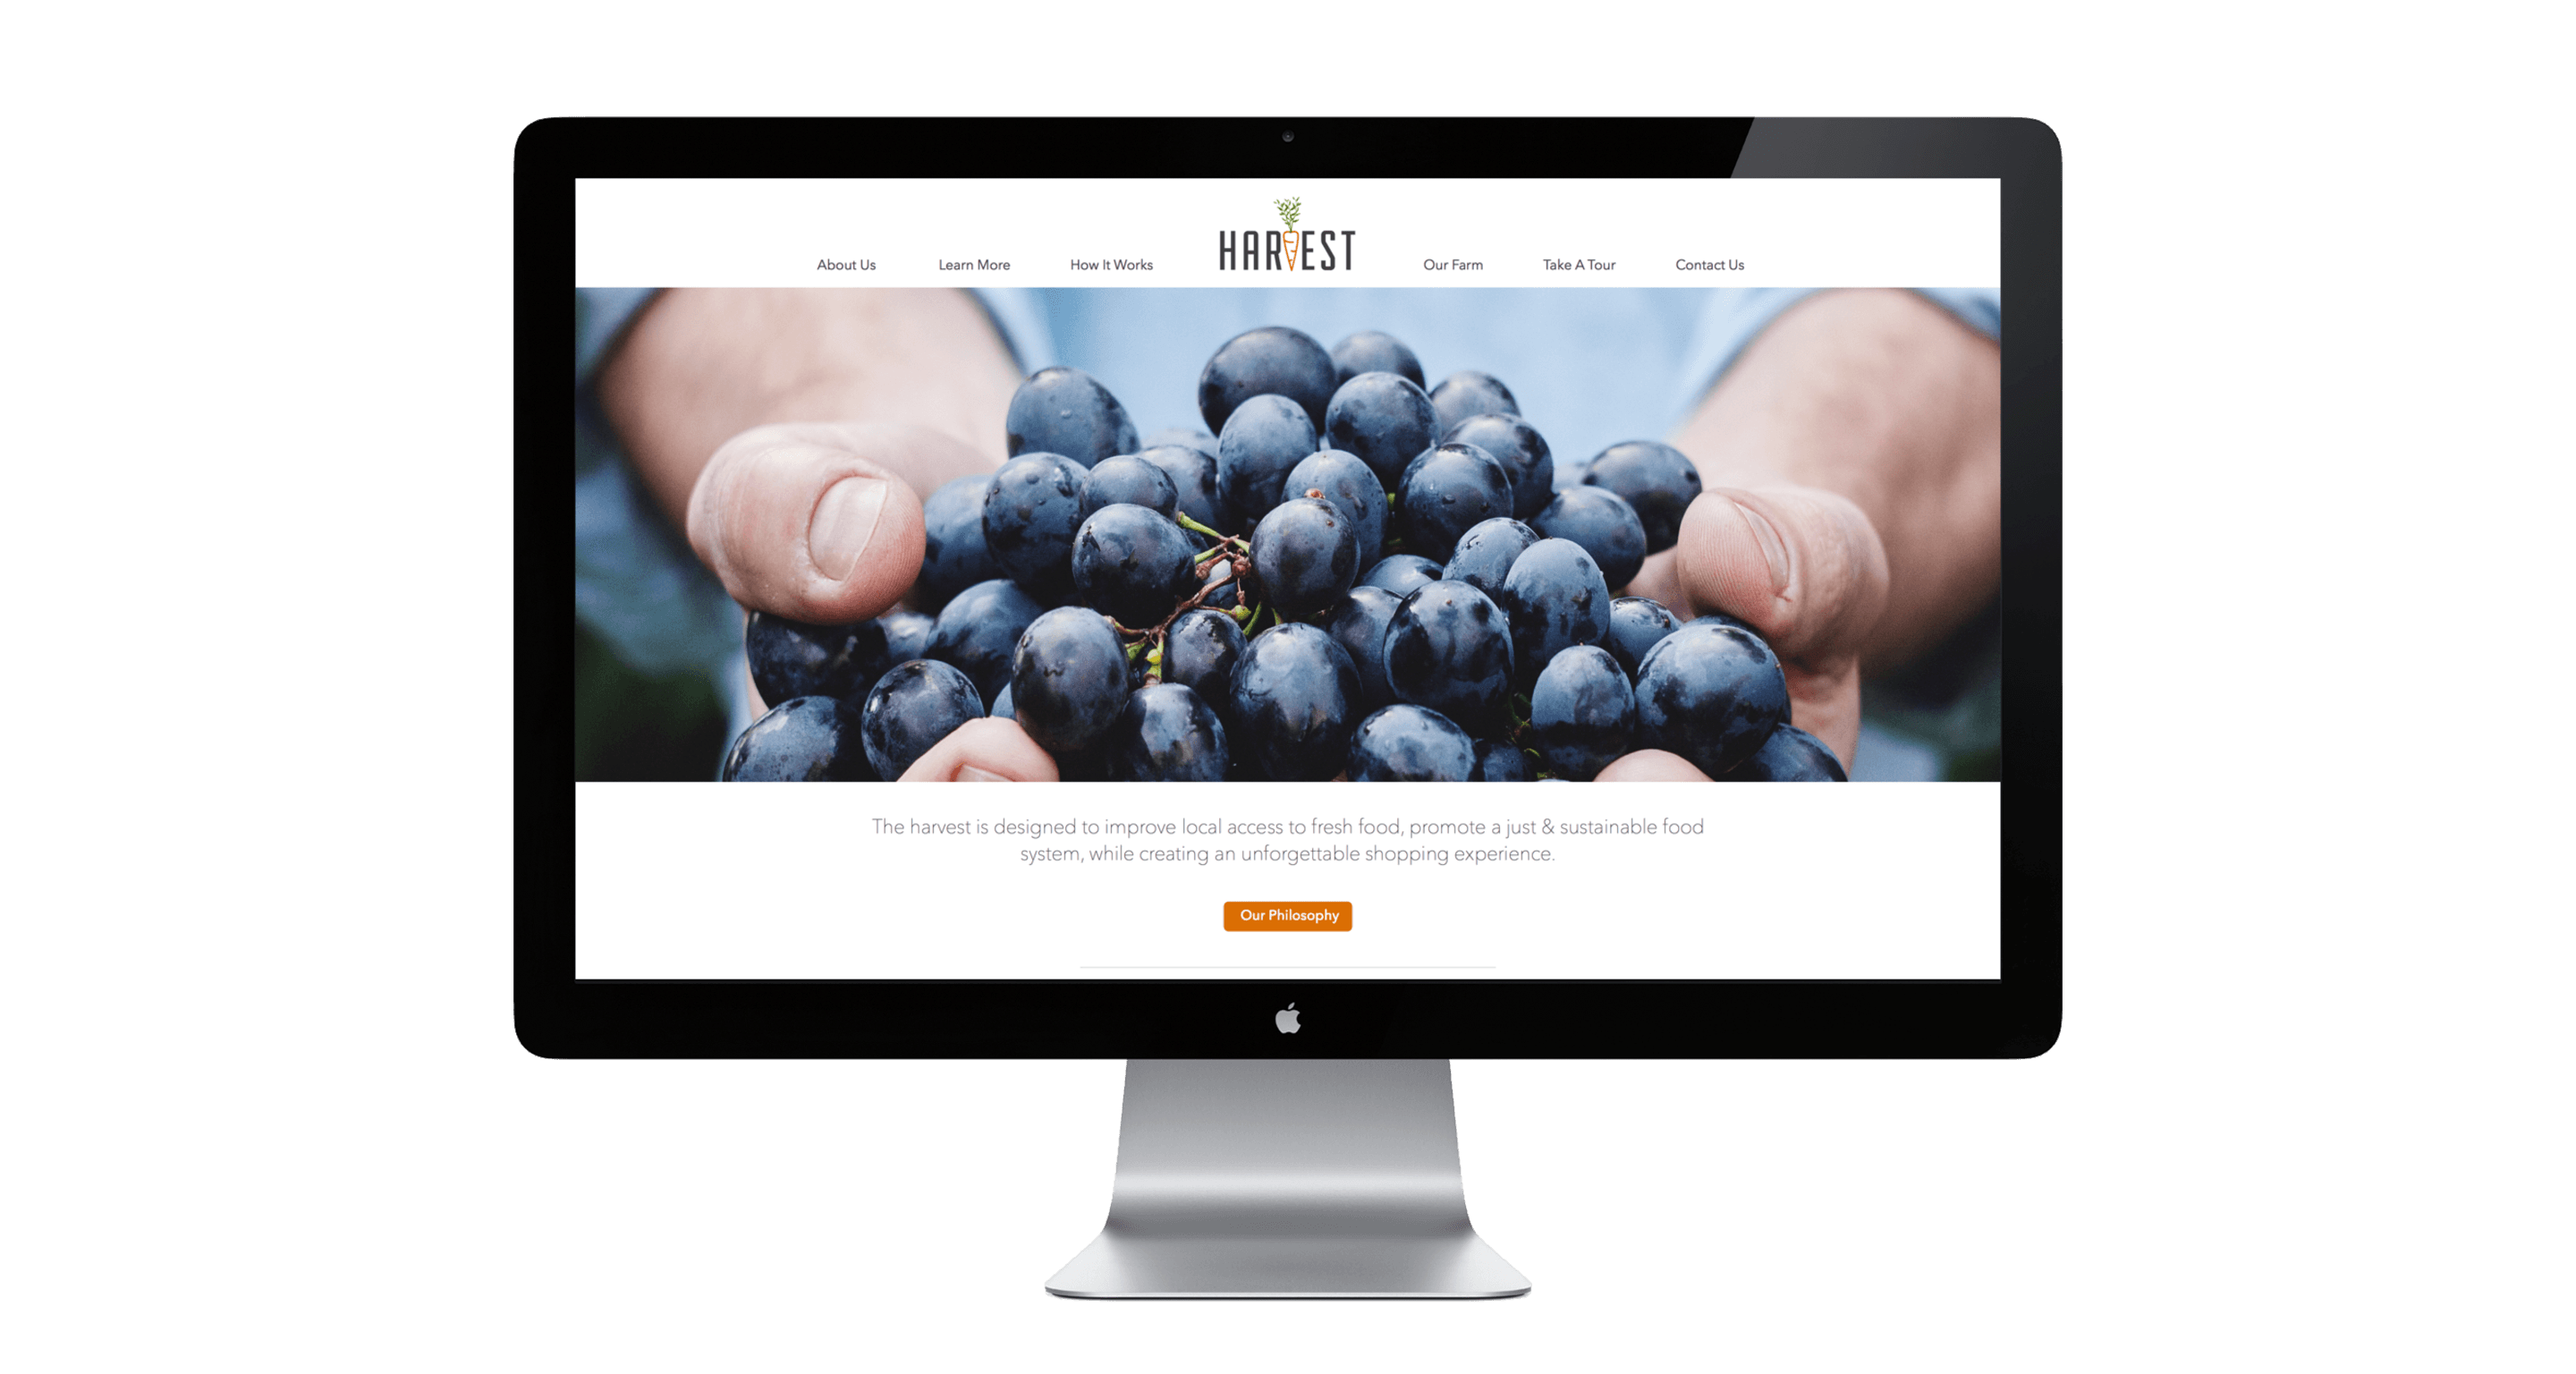 HARVEST
About Us Learn More How It Works Our Farm Take A Tour Contact Us
The harvest is designed to improve local access to fresh food, promote a just & sustainable food
system, while creating an unforgettable shopping experience.
Our Philosophy